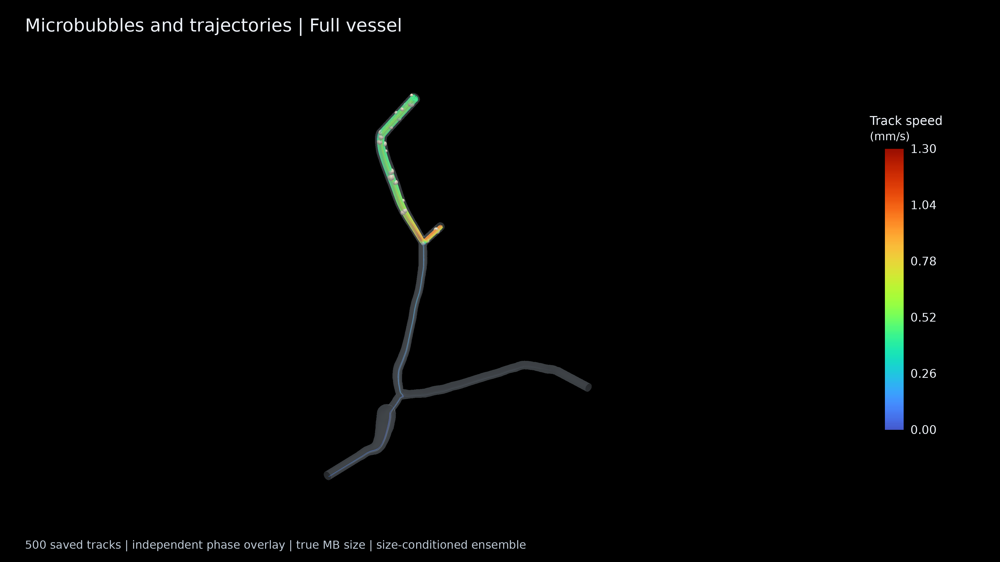 Microbubbles and trajectories | Full vessel
Track speed
(mm/s)
1.30
1.04
0.78
0.52
0.26
0.00
500 saved tracks | independent phase overlay | true MB size | size-conditioned ensemble